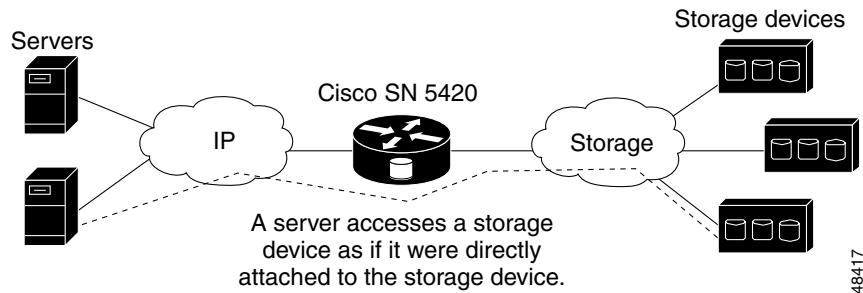 Servers
Storage devices
Cisco SN 5420
IP
Storage
A server accesses a storage
device as if it were directly
attached to the storage device.
48417